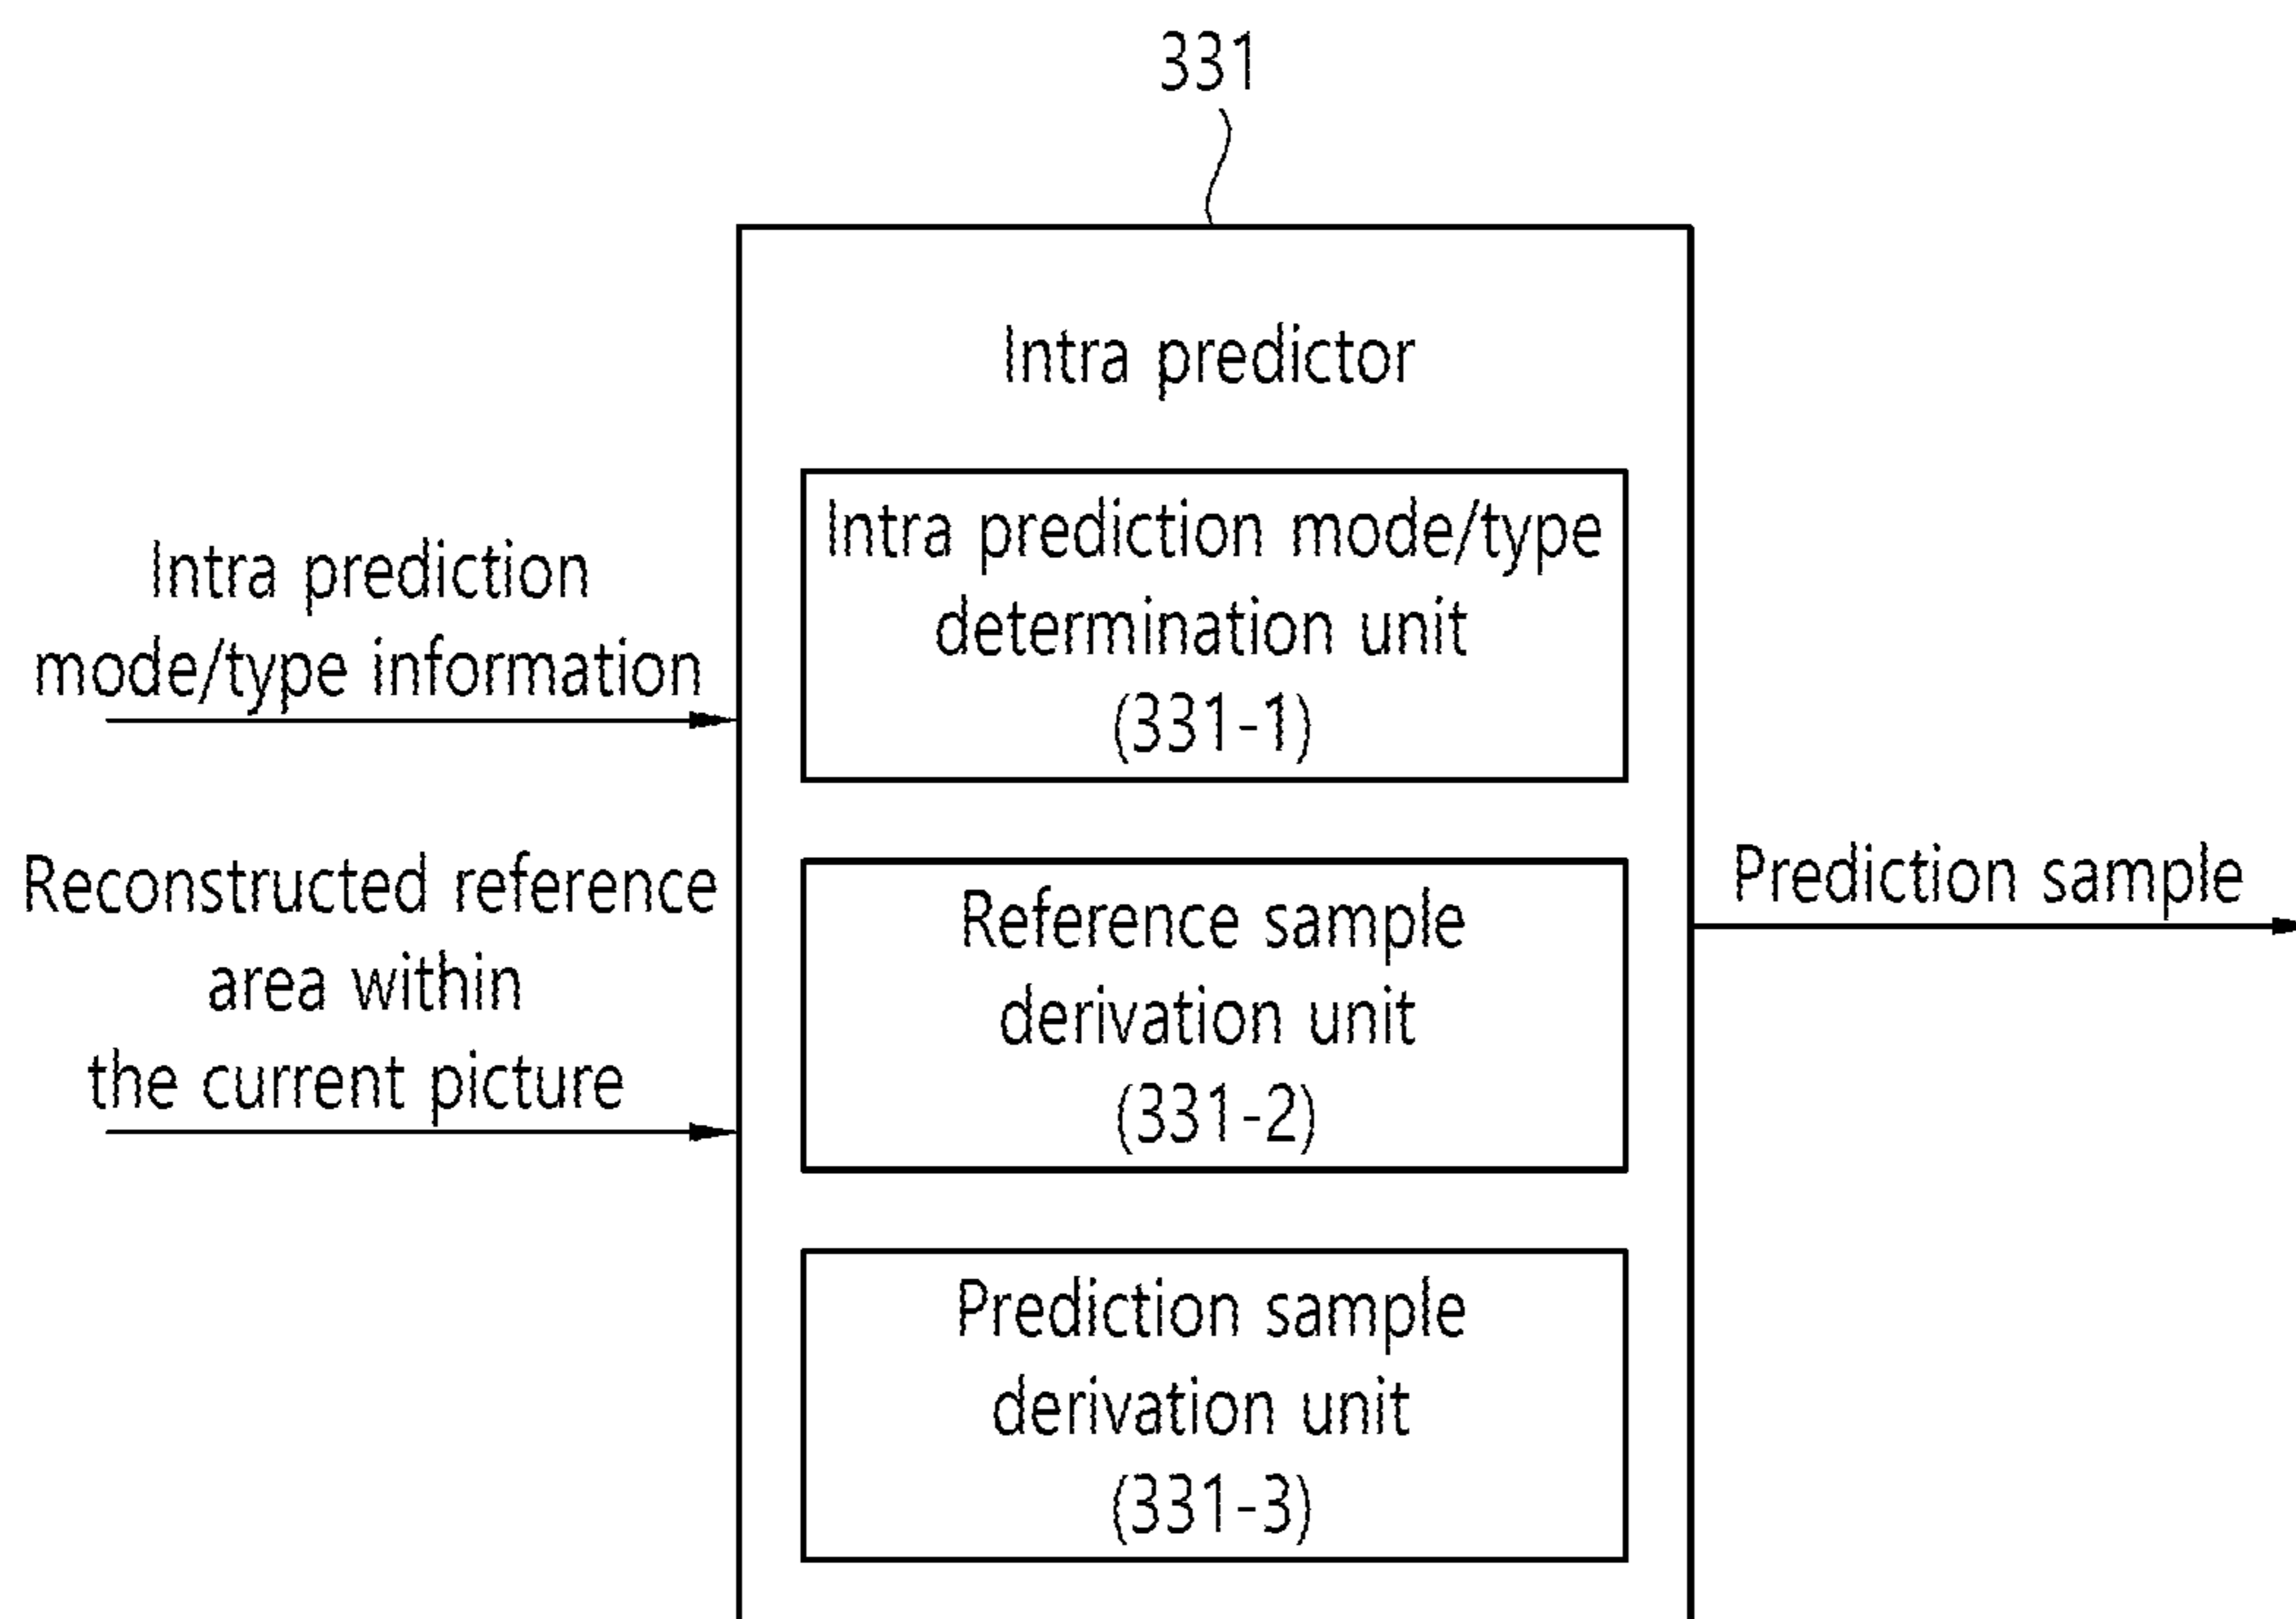 331
Intra predictor
Intra prediction mode/type
determination unit
(331-1)
Intra prediction
mode/type information
Reconstructed reference
area within
the current picture
Reference sample
derivation unit
(331-2)
Prediction sample
derivation unit
(331-3)
Prediction sample